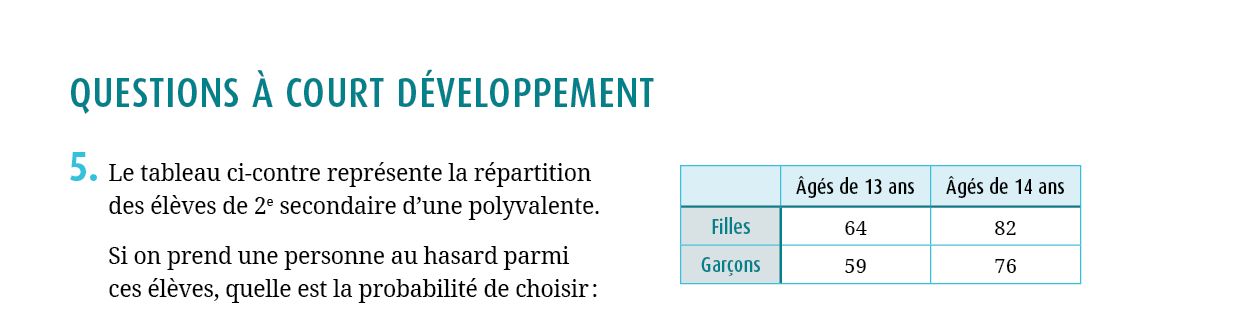 QUESTIONS À COURT DÉVELOPPEMENT
5. Le tableau ci-contre représente la répartition
des élèves de 2e secondaire d’une polyvalente.
Si on prend une personne au hasard parmi
ces élèves, quelle est la probabilité de choisir :
Âgés de 13 ans Âgés de 14 ans
Filles 64 82
Garçons 59 76